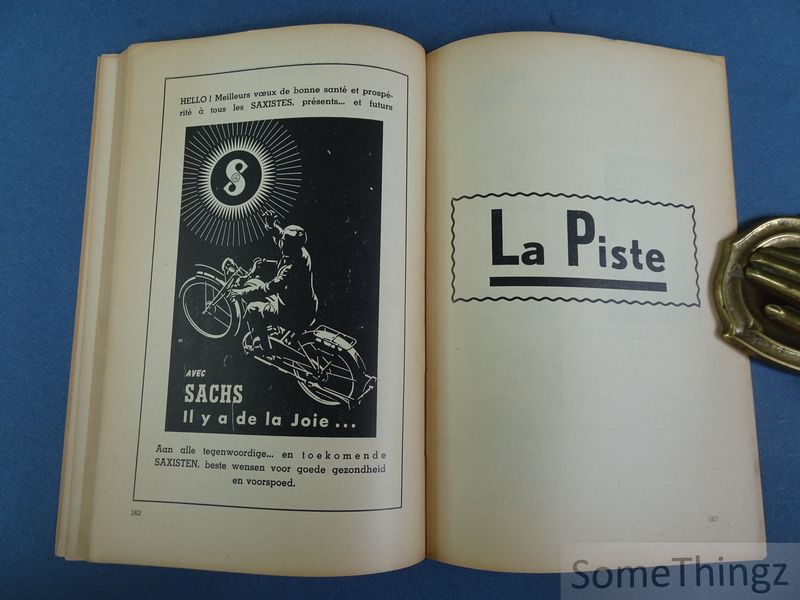 HELLO ! Meilleurs vœux de bonne santé et prospé-
rité à tous les SAXISTES, présents... et futurs
S
AVEC
SACHS
Il y a de la Joie ...
Aan alle tegenwoordige... en toekomende
SAXISTEN, beste wensen voor goede gezondheid
en voorspoed.
162
La Piste
163
SomeThingz